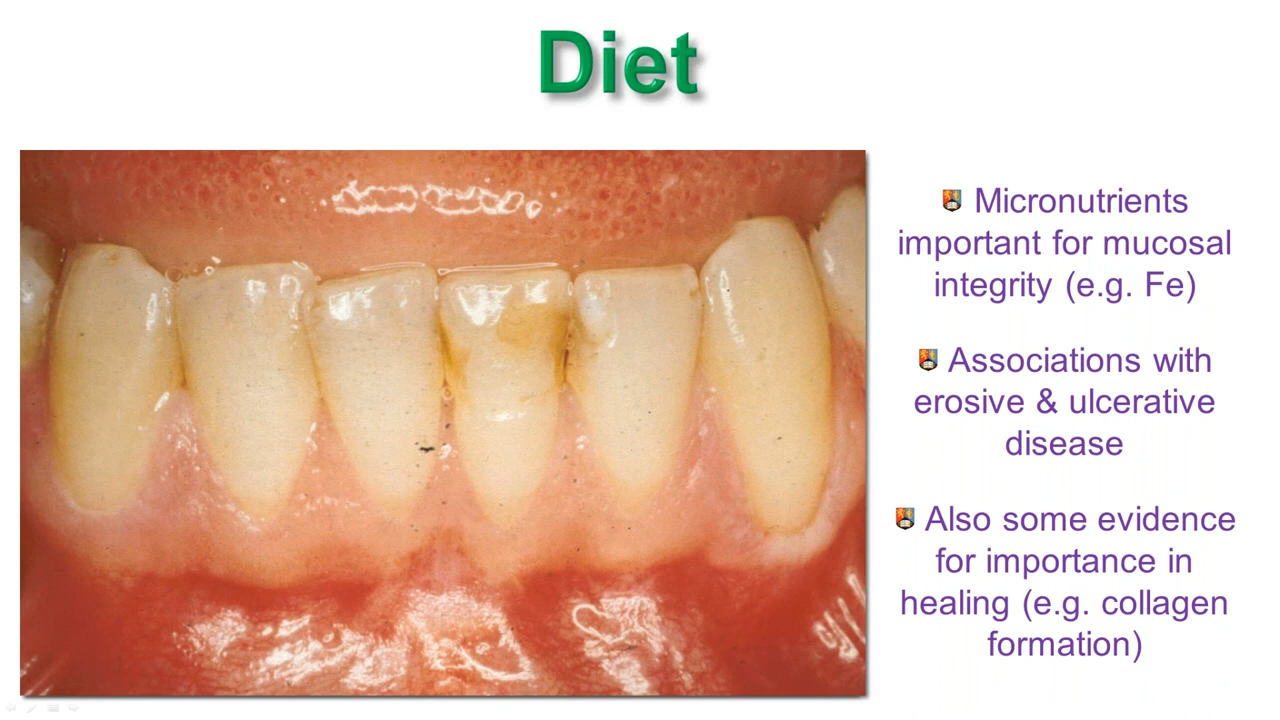 Diet
Micronutrients
important for mucosal
integrity (e.g. Fe)
Associations with
erosive & ulcerative
disease
Also some evidence
for importance in
healing (e.g. collagen
formation)